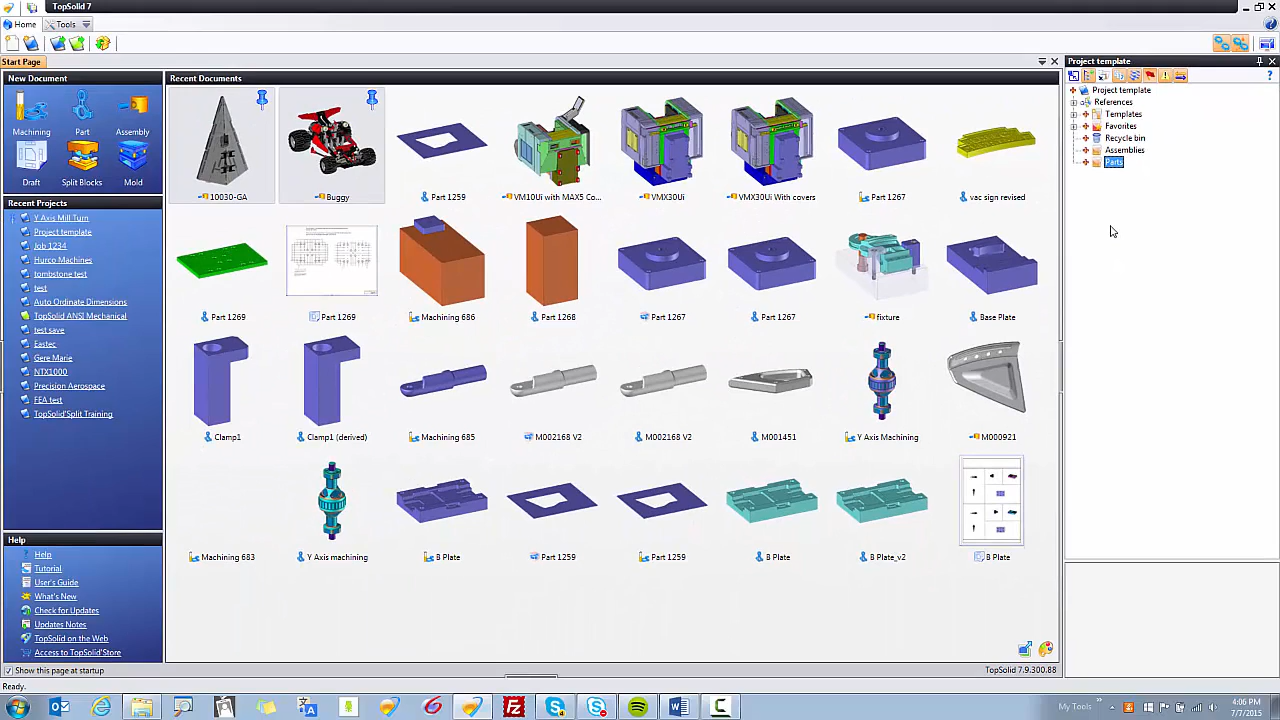 TopSolid 7
Home
Tools
Start Page
Project template
New Document
Machining
Part
Assembly
Draft
Split Blocks
Mold
Recent Projects
Y Axis Mill Turn
Project template
Job 1234
Hurco Machines
tombstone test
test
Auto Ordinate Dimensions
TopSolid ANSI Mechanical
test save
Eastec
Gere Marie
NTX1000
Precision Aerospace
FEA test
TopSolid'Split Training
Help
Help
Tutorial
User's Guide
What's New
Check for Updates
Updates Notes
TopSolid on the Web
Access to TopSolid'Store
Show this page at startup
Ready.
Recent Documents
10030-GA
Buggy
Part 1259
VM10Ui with MAX5 Co...
VMX30Ui
VMX30Ui With covers
Part 1267
vac sign revised
Part 1269
Part 1269
Machining 686
Part 1268
Part 1267
Part 1267
fixture
Base Plate
Clamp1
Clamp1 (derived)
Machining 685
M002168 V2
M002168 V2
M001451
Y Axis Machining
M000921
Machining 683
Y Axis machining
B Plate
Part 1259
Part 1259
B Plate
B Plate_v2
B Plate
TopSolid 7.9.300.88
Project template
References
Templates
Favorites
Recycle bin
Assemblies
Parts
My Tools
4:06 PM
7/7/2015